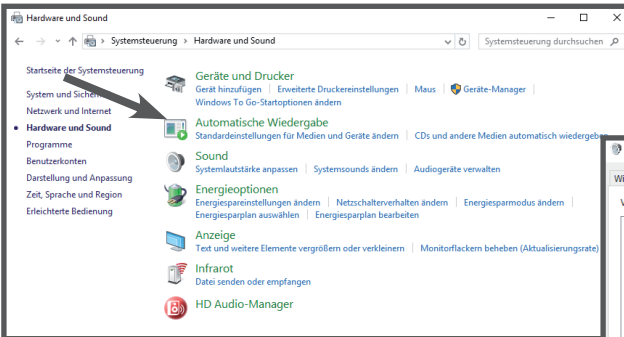 Hardware und Sound
Systemsteuerung > Hardware und Sound
Systemsteuerung durchsuchen
Startseite der Systemsteuerung
System und
Netzwerk und Internet
Hardware und Sound
Programme
Benutzerkonten
Darstellung und Anpassung
Zeit, Sprache und Region
Erleichterte Bedienung
Geräte und Drucker
Gerät hinzufügen | Erweiterte Druckereinstellungen | Maus | Geräte-Manager |
Windows To Go-Startoptionen ändern
Automatische Wiedergabe
Standardeinstellungen für Medien und Geräte ändern | CDs und andere Medien automatisch wiedergeben
Sound
Systemlautstärke anpassen | Systemsounds ändern | Audiogeräte verwalten
Energieoptionen
Energiespareinstellungen ändern | Netzschalterverhalten ändern | Energiesparmodus ändern |
Energiesparplan auswählen | Energiesparplan bearbeiten
Anzeige
Text und weitere Elemente vergrößern oder verkleinern | Monitorflackern beheben (Aktualisierungsrate)
Infrarot
Datei senden oder empfangen
HD Audio-Manager
Wi